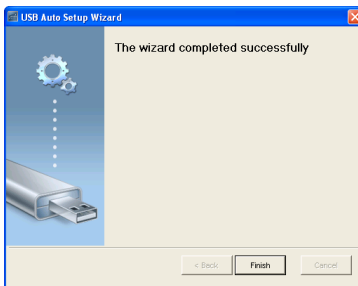 USB Auto Setup Wizard
The wizard completed successfully
< Back Finish Cancel